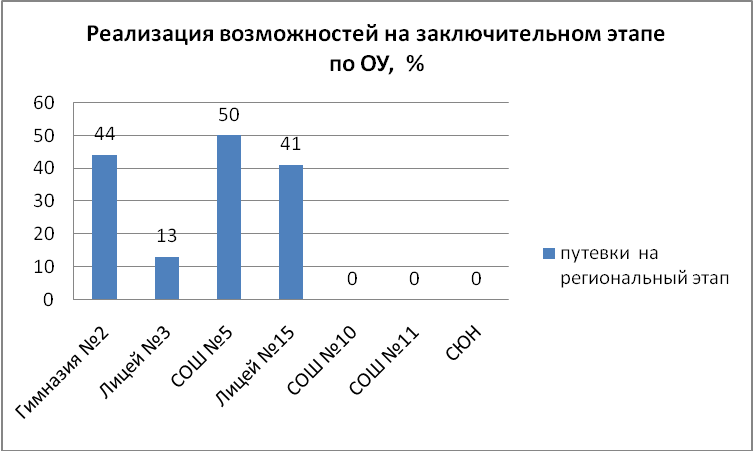 Реализация возможностей на заключительном этапе
по ОУ,  %
60
50
40
30
20
10
0
44
13
50
41
0
0
0
Гимназия №2
Лицей №3
СОШ №5
Лицей №15
СОШ №10
СОШ №11
СЮН
путевки  на
региональный этап